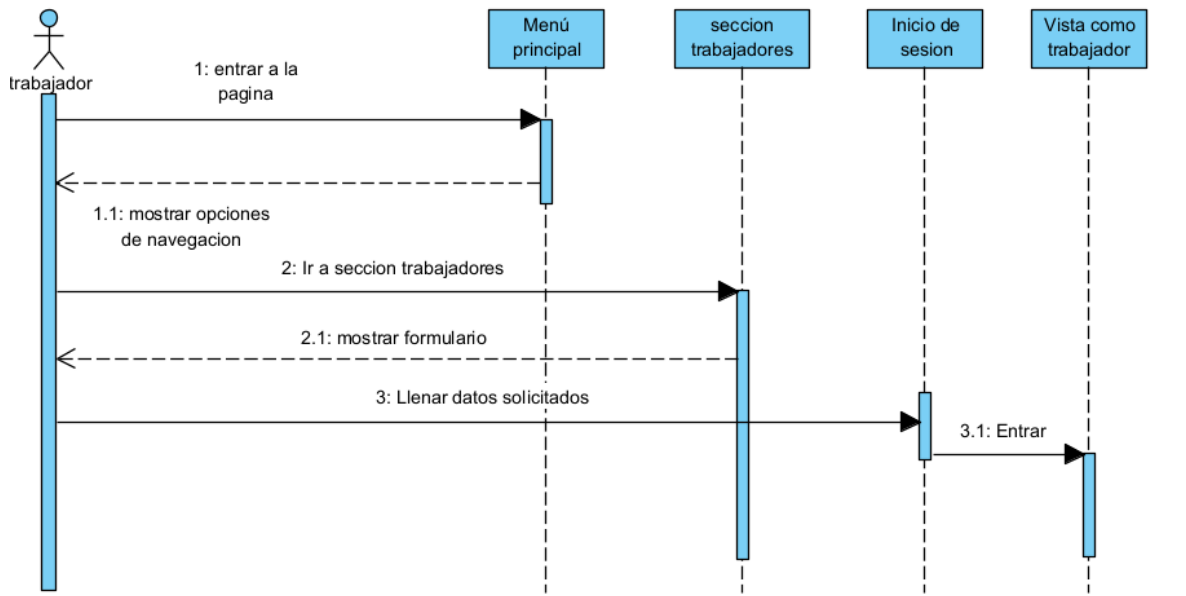 trabajador
Menú
principal
seccion
trabajadores
Inicio de
sesion
Vista como
trabajador
1: entrar a la
pagina
1.1: mostrar opciones
de navegacion
2: Ir a seccion trabajadores
2.1: mostrar formulario
3: Llenar datos solicitados
3.1: Entrar